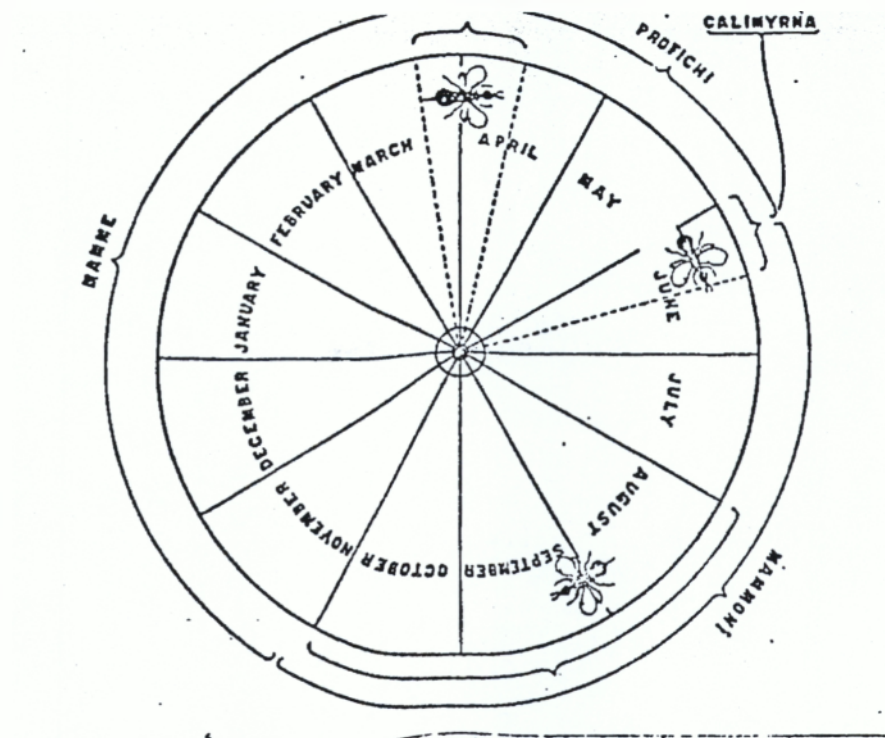 CALIMYRNA
PROFICHI
MAMME
JANUARY
FEBRUARY
MARCH
APRIL
MAY
JUNE
JULY
AUGUST
SEPTEMBER
OCTOBER
NOVEMBER
DECEMBER
MAMMONI